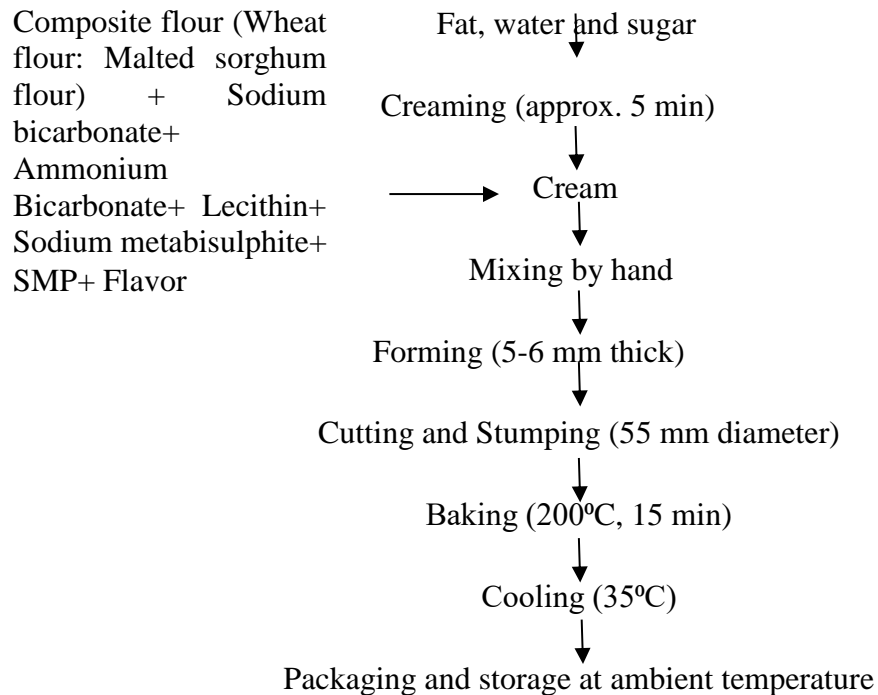 Composite flour (Wheat
flour: Malted sorghum
flour) + Sodium
bicarbonate+
Ammonium
Bicarbonate+ Lecithin+
Sodium metabisulphite+
SMP+ Flavor
Fat, water and sugar
Creaming (approx. 5 min)
Cream
Mixing by hand
Forming (5-6 mm thick)
Cutting and Stumping (55 mm diameter)
Baking (200⁰C, 15 min)
Cooling (35⁰C)
Packaging and storage at ambient temperature